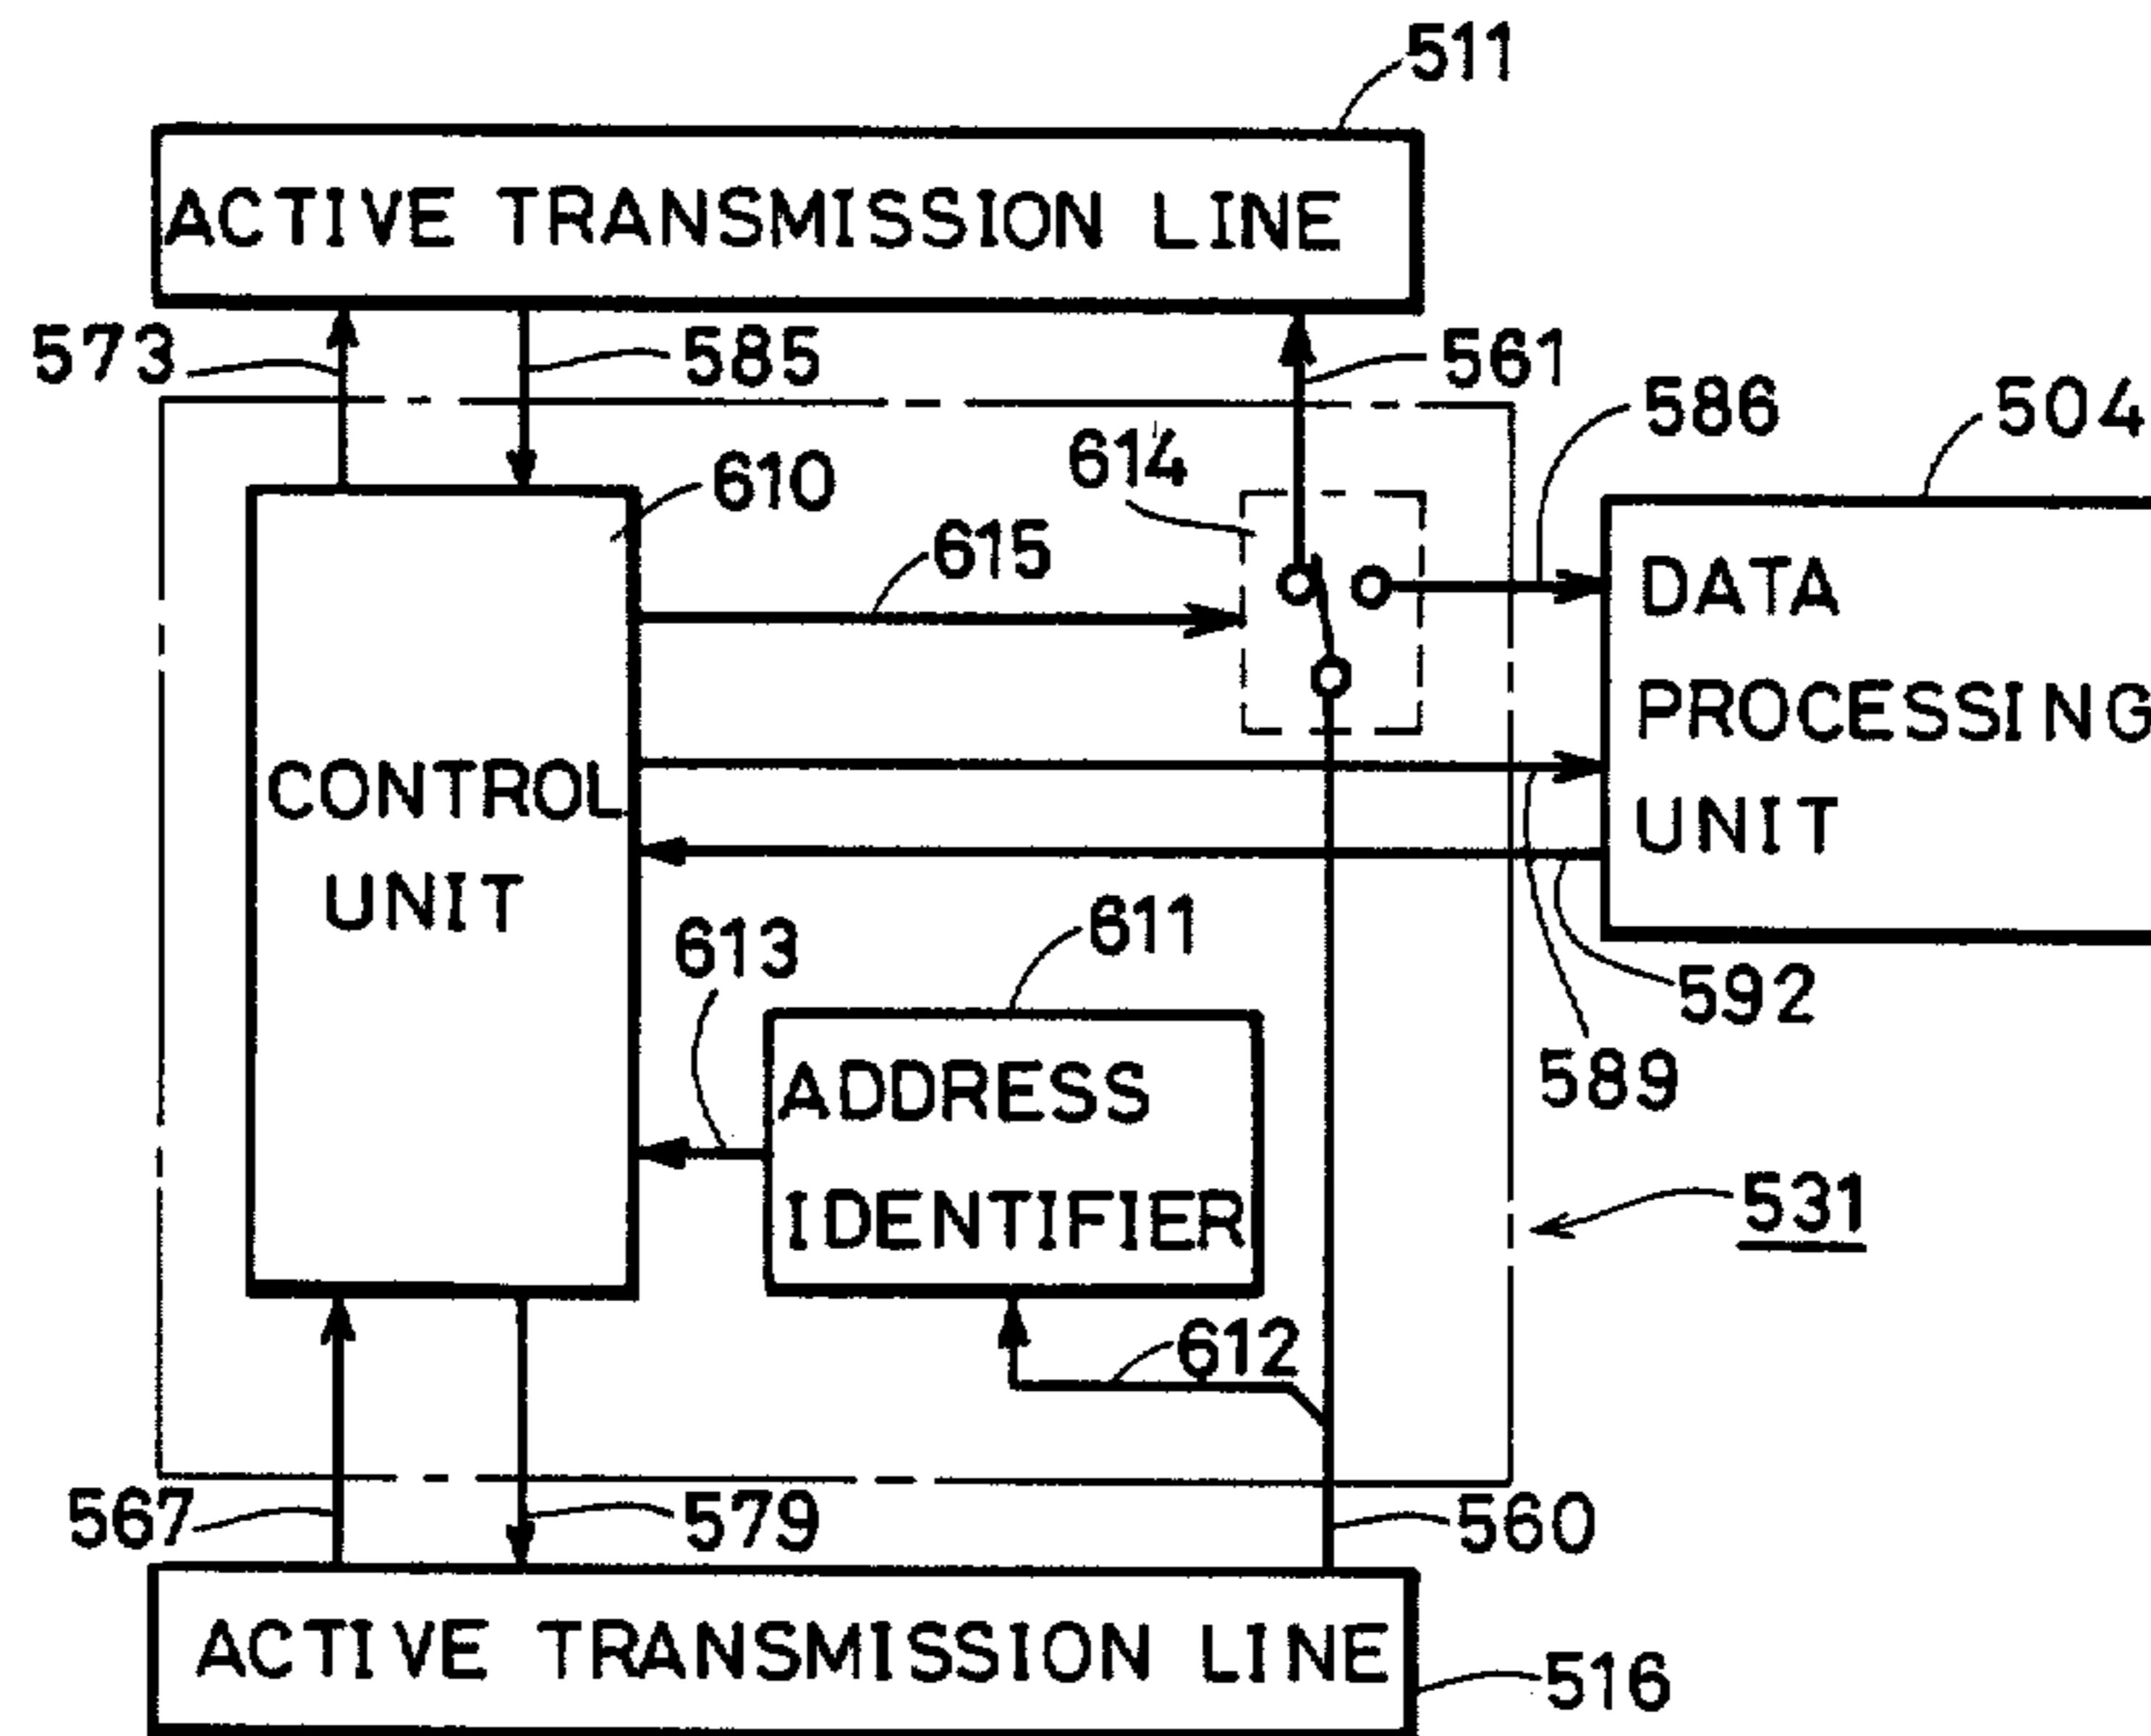 511
ACTIVE TRANSMISSION LINE
573
585
561
586
504
614
610
615
DATA
PROCESSING
UNIT
CONTROL
UNIT
613
611
592
589
ADDRESS
IDENTIFIER
531
612
567
579
560
ACTIVE TRANSMISSION LINE
516